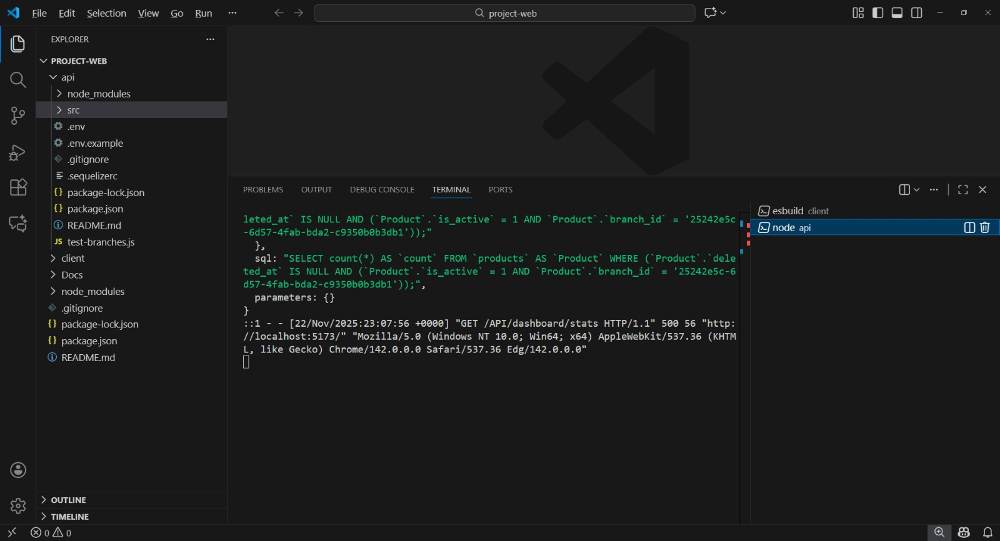 File Edit Selection View Go Run ···
project-web
EXPLORER
PROJECT-WEB
api
node_modules
src
.env
.env.example
.gitignore
.sequelizerc
package-lock.json
package.json
README.md
test-branches.js
client
Docs
node_modules
.gitignore
package-lock.json
package.json
README.md
OUTLINE
TIMELINE
PROBLEMS OUTPUT DEBUG CONSOLE TERMINAL PORTS
leted_at` IS NULL AND (`Product`.`is_active` = 1 AND `Product`.`branch_id` = '25242e5c
-6d57-4fab-bda2-c9350b0b3db1'));"
},
sql: "SELECT count(*) AS `count` FROM `products` AS `Product` WHERE (`Product`.`dele
ted_at` IS NULL AND (`Product`.`is_active` = 1 AND `Product`.`branch_id` = '25242e5c-6
d57-4fab-bda2-c9350b0b3db1'));",
parameters: {}
}
::1 - - [22/Nov/2025:23:07:56 +0000] "GET /API/dashboard/stats HTTP/1.1" 500 56 "http:
//localhost:5173/" "Mozilla/5.0 (Windows NT 10.0; Win64; x64) AppleWebKit/537.36 (KHTM
L, like Gecko) Chrome/142.0.0.0 Safari/537.36 Edg/142.0.0.0"
esbuild client
node api
0 0